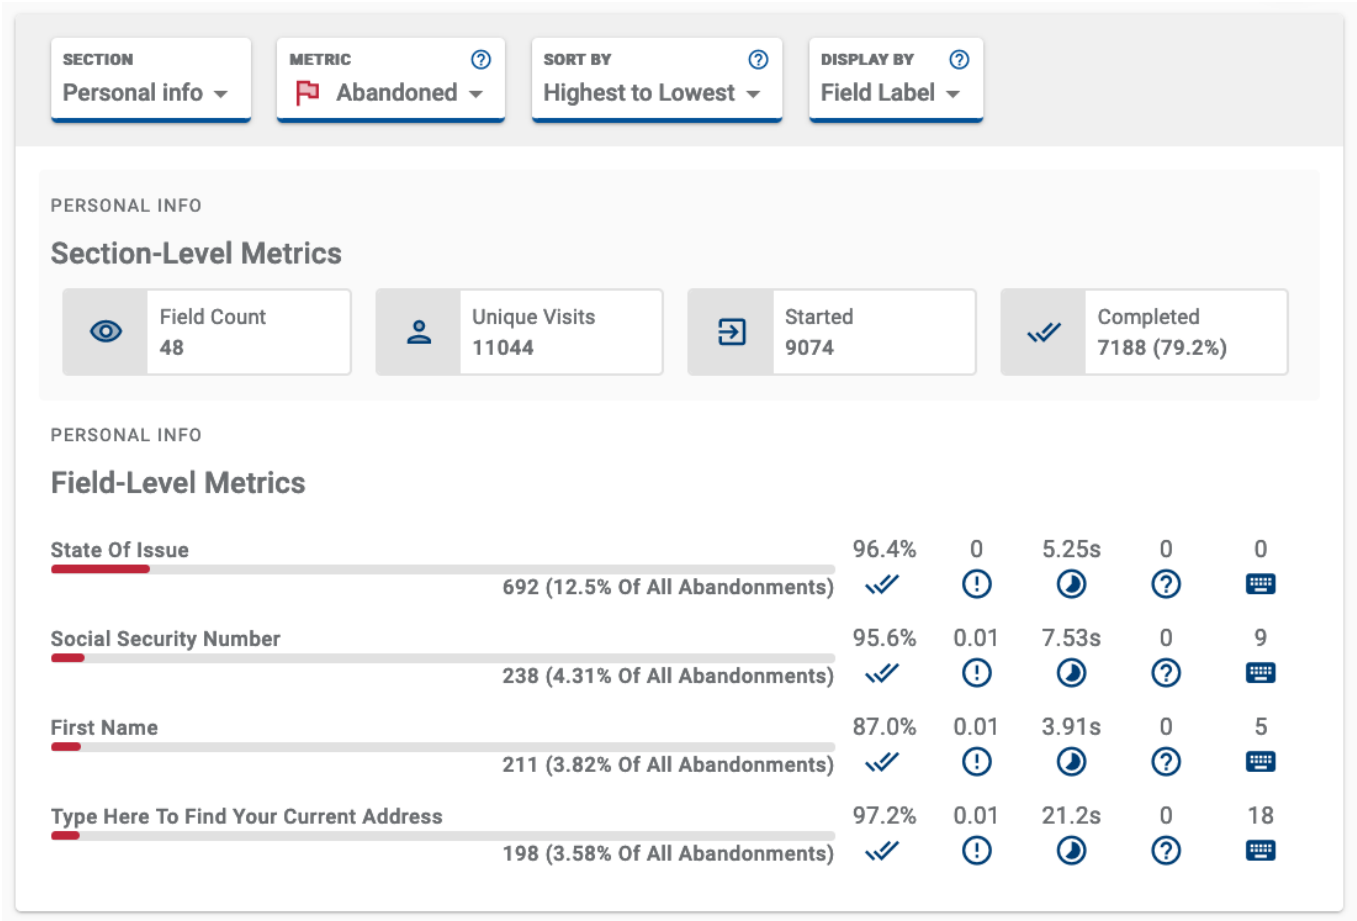 SECTION
Personal info
METRIC
Abandoned
SORT BY
Highest to Lowest
DISPLAY BY
Field Label
PERSONAL INFO
Section-Level Metrics
Field Count
48
Unique Visits
11044
Started
9074
Completed
7188 (79.2%)
PERSONAL INFO
Field-Level Metrics
State Of Issue
692 (12.5% Of All Abandonments)
96.4% 0 5.25s 0 0
Social Security Number
238 (4.31% Of All Abandonments)
95.6% 0.01 7.53s 0 9
First Name
211 (3.82% Of All Abandonments)
87.0% 0.01 3.91s 0 5
Type Here To Find Your Current Address
198 (3.58% Of All Abandonments)
97.2% 0.01 21.2s 0 18